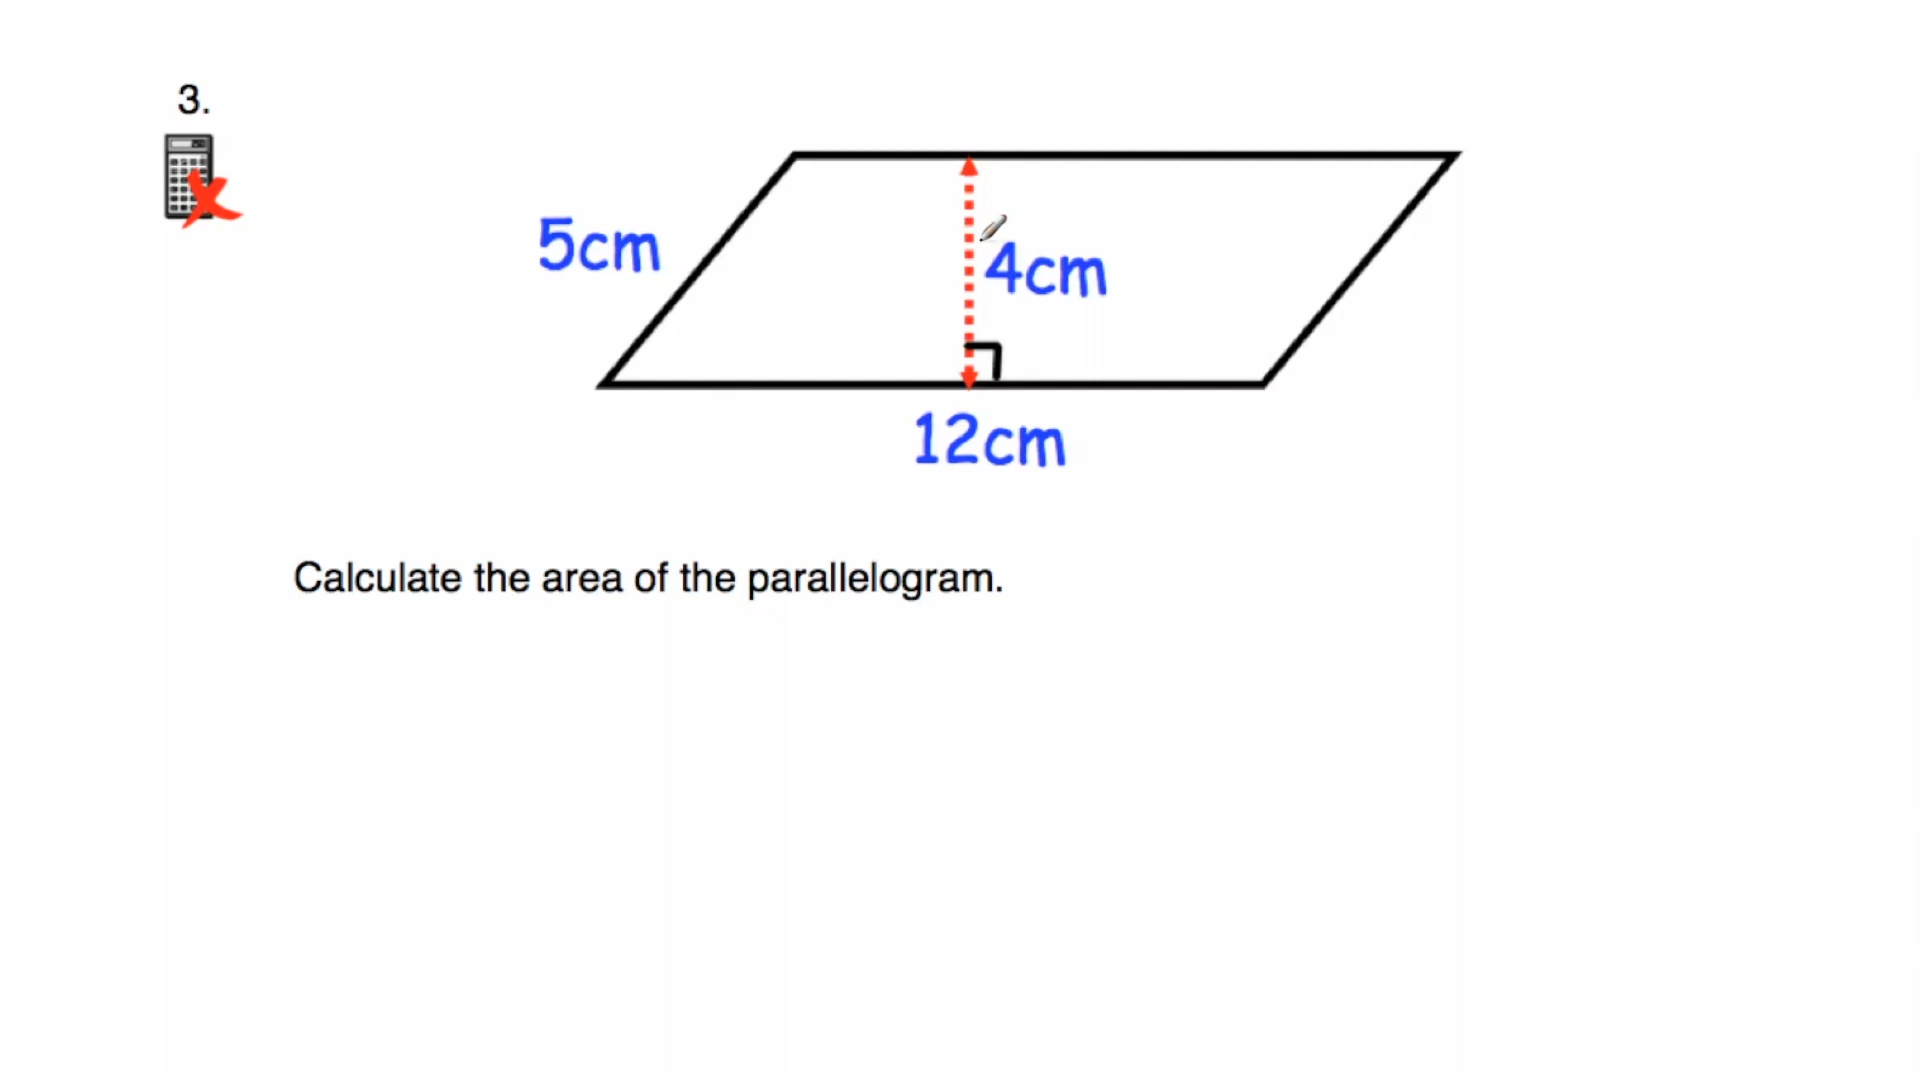 3.
5cm
4cm
12cm
Calculate the area of the parallelogram.